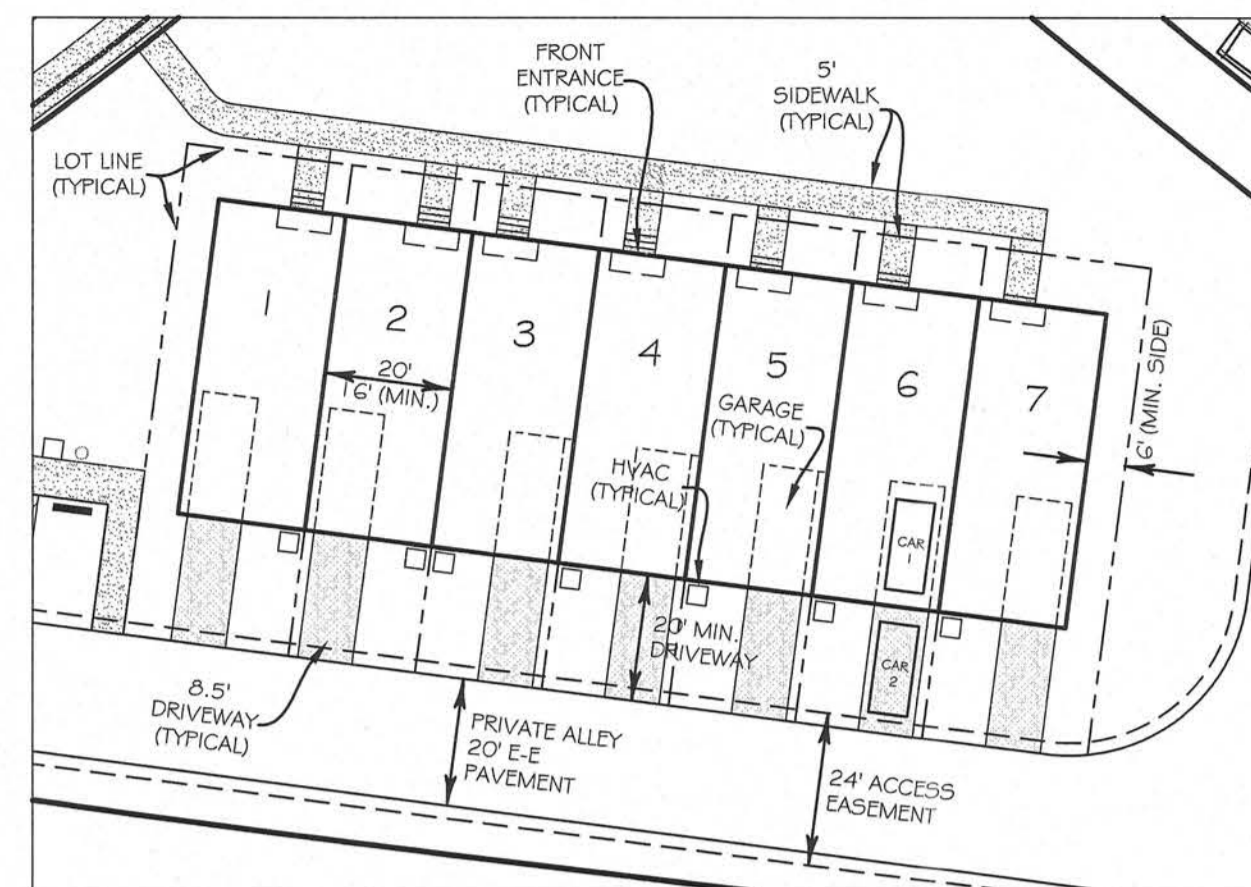 FRONT
ENTRANCE
(TYPICAL)
5'
SIDEWALK
(TYPICAL)
LOT LINE
(TYPICAL)
1
2
3
4
5
6
7
20'
16' (MIN.)
GARAGE
(TYPICAL)
HVAC
(TYPICAL)
6' (MIN. SIDE)
CAR
1
CAR
2
20' MIN.
DRIVEWAY
8.5'
DRIVEWAY
(TYPICAL)
PRIVATE ALLEY
20' E-E
PAVEMENT
24' ACCESS
EASEMENT